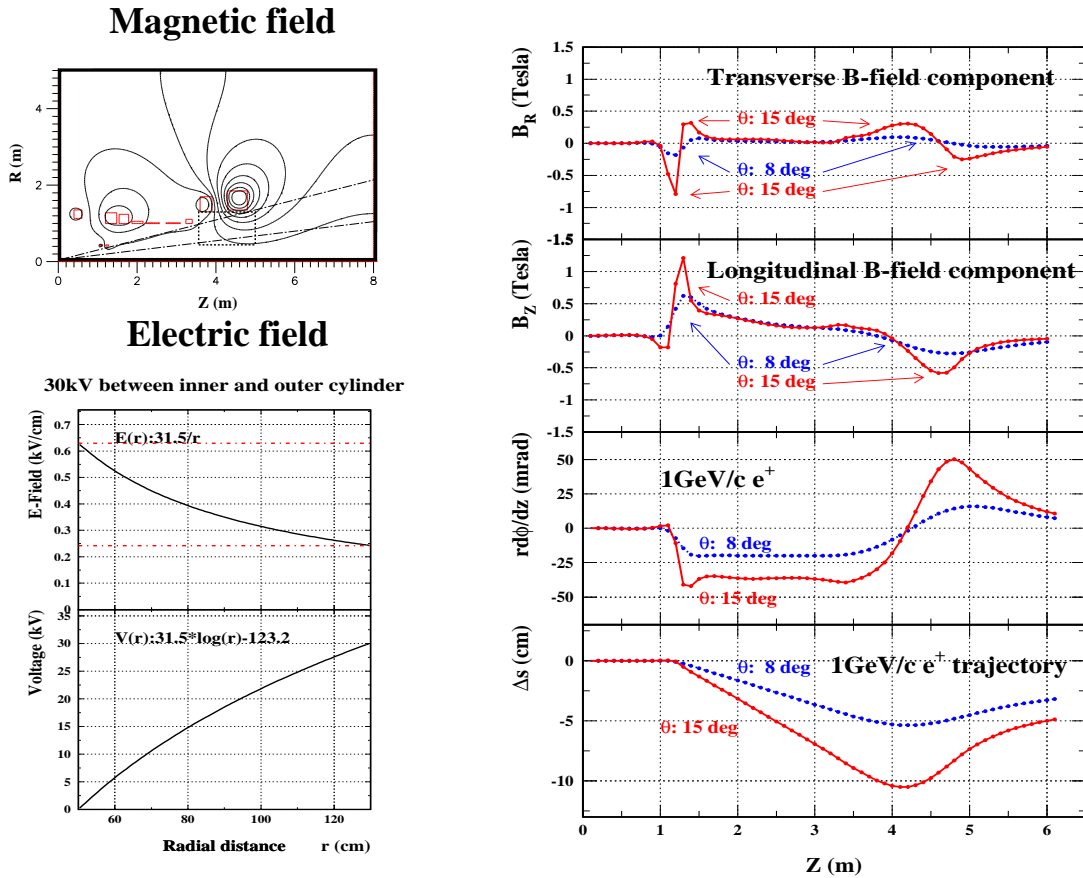 Magnetic field
R (m)
4
2
0
0
2
4
6
8
Z (m)
Electric field
30kV between inner and outer cylinder
E-Field (kV/cm)
0.6
0.5
0.4
0.3
0.2
0.1
0
E(r):31.5/r
Voltage (kV)
35
30
25
20
15
10
5
0
V(r):31.5*log(r)-123.2
60
80
100
120
Radial distance r (cm)
B_R (Tesla)
1.5
1
0.5
0
-0.5
-1
-1.5
Transverse B-field component
θ: 15 deg
θ: 8 deg
θ: 15 deg
B_Z (Tesla)
1
0.5
0
-0.5
-1
-1.5
Longitudinal B-field component
θ: 15 deg
θ: 8 deg
θ: 15 deg
rdϕ/dz (mrad)
50
25
0
-25
-50
1GeV/c e⁺
θ: 8 deg
θ: 15 deg
Δs (cm)
0
-5
-10
θ: 8 deg
1GeV/c e⁺ trajectory
θ: 15 deg
0
1
2
3
4
5
6
Z (m)